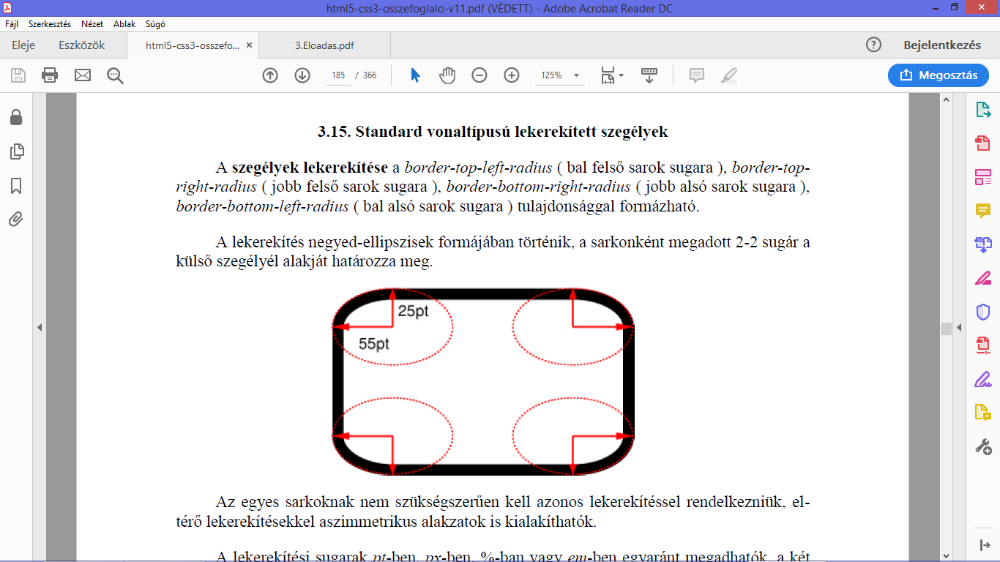 html5-css3-osszefoglalo-v11.pdf (VÉDETT) - Adobe Acrobat Reader DC
Fájl Szerkesztés Nézet Ablak Súgó
Eleje Eszközök html5-css3-osszefo... × 3.Eloadas.pdf Bejelentkezés
185 / 366 125% Megosztás
3.15. Standard vonaltípusú lekerekített szegélyek
A szegélyek lekerekítése a border-top-left-radius ( bal felső sarok sugara ), border-top-
right-radius ( jobb felső sarok sugara ), border-bottom-right-radius ( jobb alsó sarok sugara ),
border-bottom-left-radius ( bal alsó sarok sugara ) tulajdonsággal formázható.
A lekerekítés negyed-ellipszisek formájában történik, a sarkonként megadott 2-2 sugár a
külső szegélyél alakját határozza meg.
25pt
55pt
Az egyes sarkoknak nem szükségszerűen kell azonos lekerekítéssel rendelkezniük, el-
térő lekerekítésekkel aszimmetrikus alakzatok is kialakíthatók.
A lekerekítési sugarak pt-ben, px-ben, %-ban vagy em-ben egyaránt megadhatók, a két